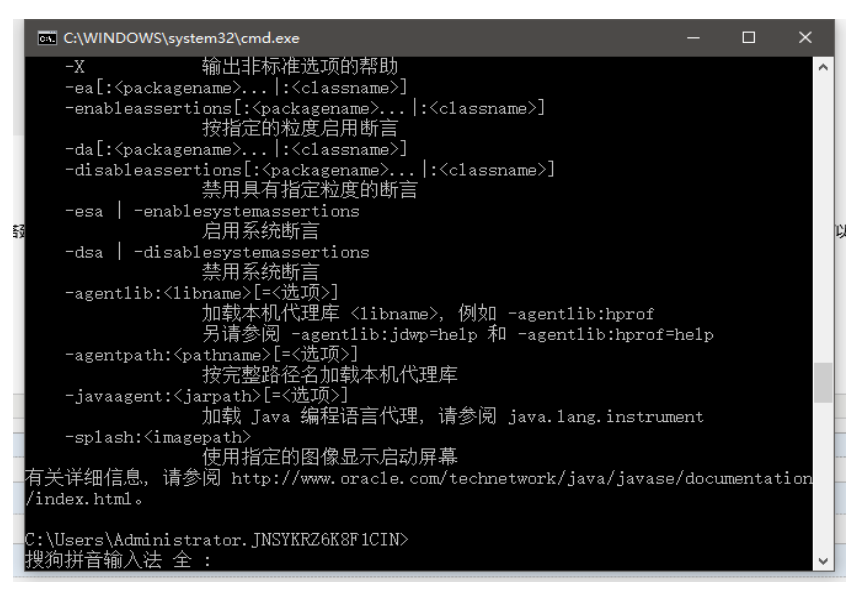 C:\WINDOWS\system32\cmd.exe
-X 输出非标准选项的帮助
-ea[:<packagename>...|:<classname>]
-enableassertions[:<packagename>...|:<classname>]
按指定的粒度启用断言
-da[:<packagename>...|:<classname>]
-disableassertions[:<packagename>...|:<classname>]
禁用具有指定粒度的断言
-esa | -enablesystemassertions
启用系统断言
-dsa | -disablesystemassertions
禁用系统断言
-agentlib:<libname>[=<选项>]
加载本机代理库 <libname>, 例如 -agentlib:hprof
另请参阅 -agentlib:jdwp=help 和 -agentlib:hprof=help
-agentpath:<pathname>[=<选项>]
按完整路径名加载本机代理库
-javaagent:<jarpath>[=<选项>]
加载 Java 编程语言代理, 请参阅 java.lang.instrument
-splash:<imagepath>
使用指定的图像显示启动屏幕
有关详细信息, 请参阅 http://www.oracle.com/technetwork/java/javase/documentation
/index.html。
C:\Users\Administrator.JNSYKRZ6K8F1CIN>
搜狗拼音输入法 全 :